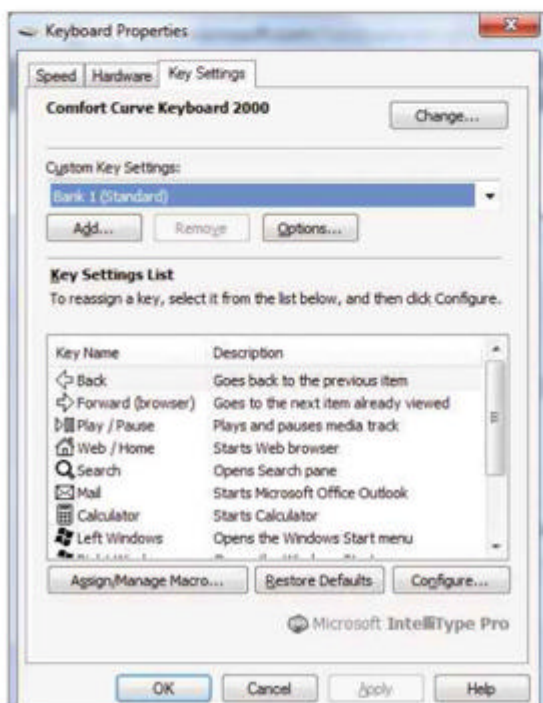 Keyboard Properties
Speed Hardware Key Settings
Comfort Curve Keyboard 2000
Change...
Custom Key Settings:
Bank 1 (Standard)
Add... Remove Options...
Key Settings List
To reassign a key, select it from the list below, and then click Configure.
Key Name Description
Back Goes back to the previous item
Forward (browser) Goes to the next item already viewed
Play / Pause Plays and pauses media track
Web / Home Starts Web browser
Search Opens Search pane
Mail Starts Microsoft Office Outlook
Calculator Starts Calculator
Left Windows Opens the Windows Start menu
Assign/Manage Macro... Restore Defaults Configure...
Microsoft IntelliType Pro
OK Cancel Apply Help